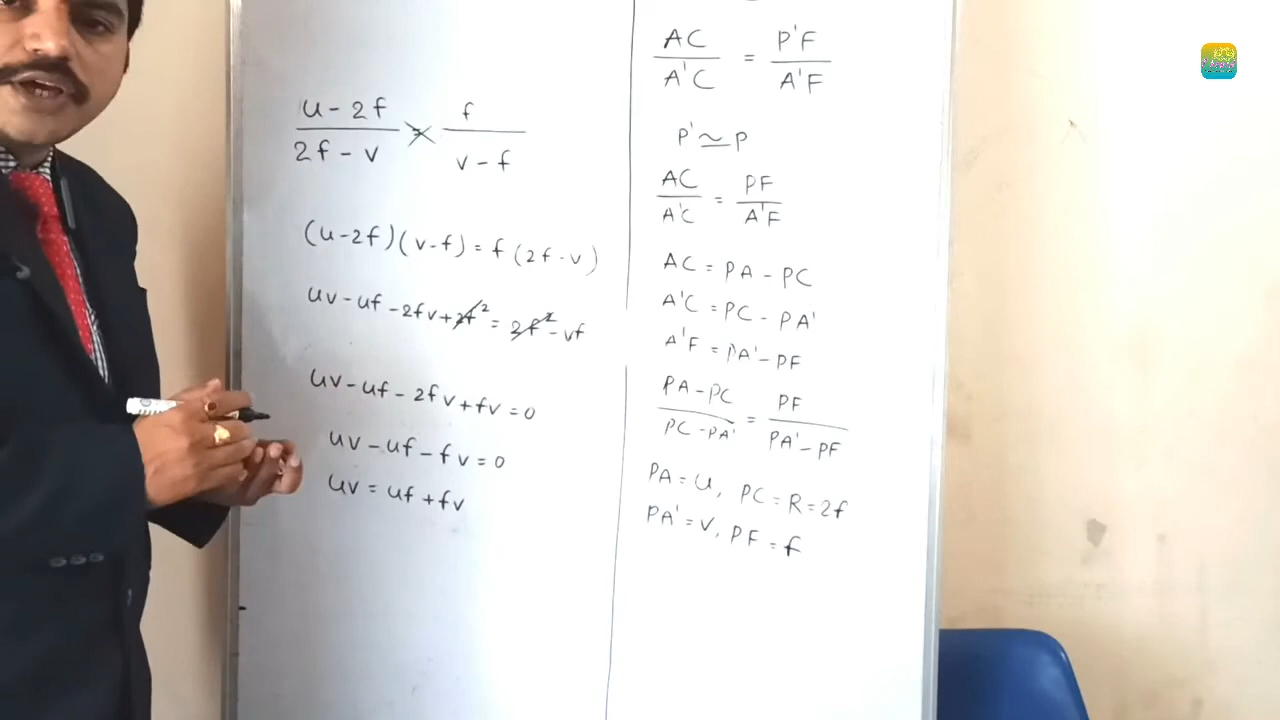 (u - 2f)/(2f - v) = f/(v - f)
(u-2f)(v-f) = f(2f-v)
uv - uf - 2fv + 2f² = 2f² - vf
uv - uf - 2fv + fv = 0
uv - uf - fv = 0
uv = uf + fv
AC/A'C = P'F/A'F
P' ≃ P
AC/A'C = PF/A'F
AC = PA - PC
A'C = PC - PA'
A'F = PA' - PF
(PA - PC)/(PC - PA') = PF/(PA' - PF)
PA = u, PC = R = 2f
PA' = v, PF = f